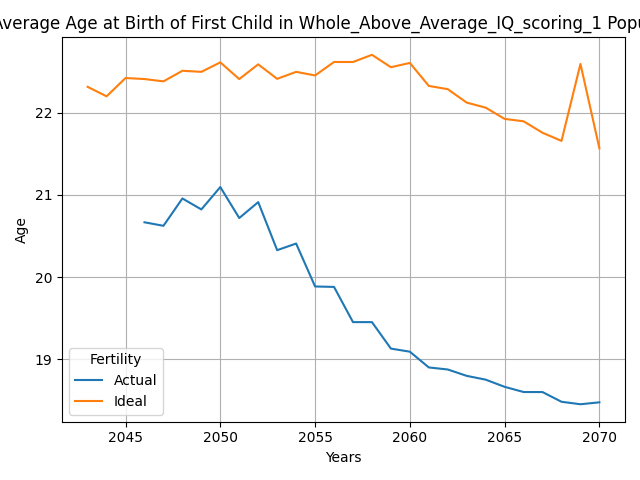 Average Age at Birth of First Child in Whole_Above_Average_IQ_scoring_1 Popu
Age
22
21
20
19
Fertility
Actual
Ideal
2045 2050 2055 2060 2065 2070
Years